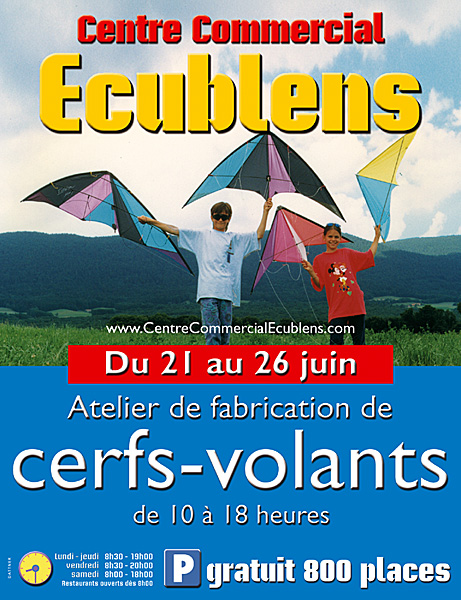 Centre Commercial
Ecublens
www.CentreCommercialEcublens.com
Du 21 au 26 juin
Atelier de fabrication de
cerfs-volants
de 10 à 18 heures
Lundi - jeudi 8h30 - 19h00
vendredi 8h30 - 20h00
samedi 8h00 - 18h00
Restaurants ouverts dès 8h00
P gratuit 800 places